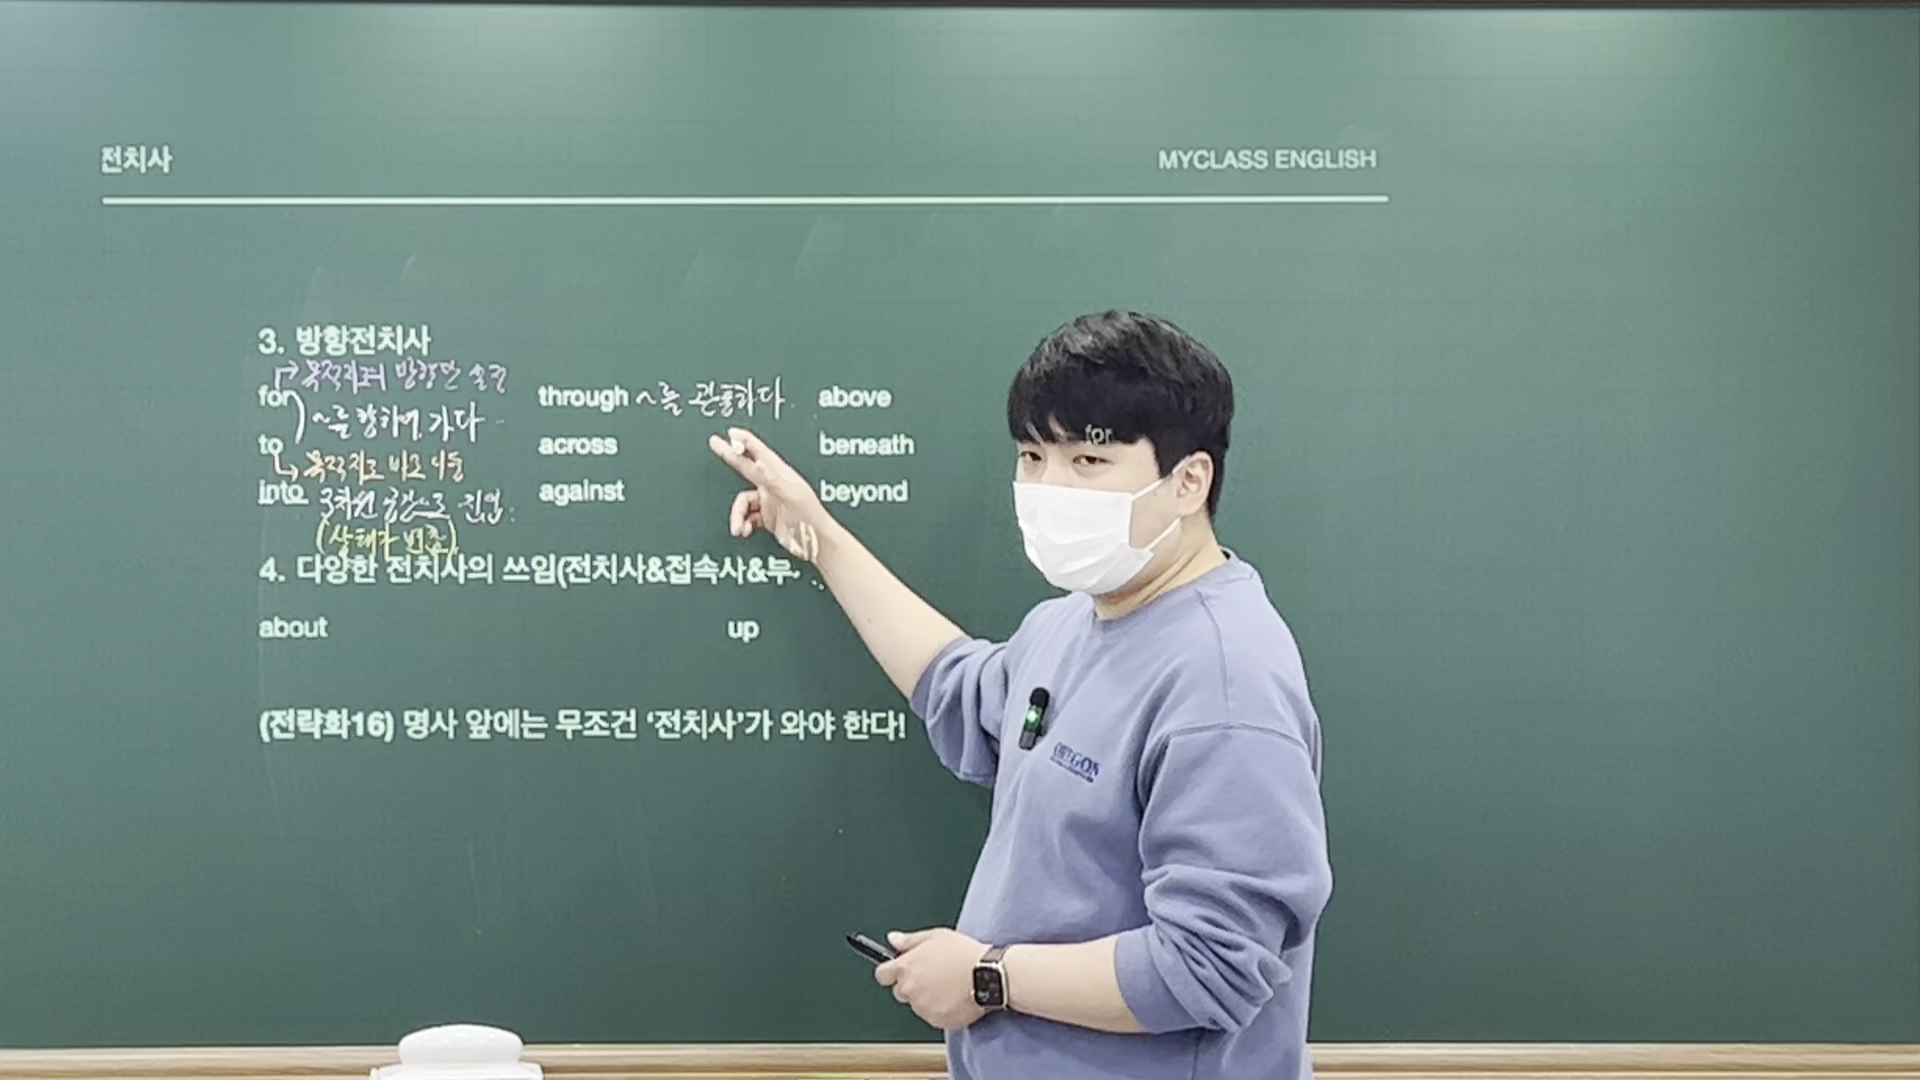 전치사
MYCLASS ENGLISH
3. 방향전치사
목적지의 방향만 설정
for
~를 향하여 가다
to
목적지로 바로 이동
into 3차원 공간으로 진입
(상태가 변함)
through ~를 관통하다
across
against
above
beneath
beyond
4. 다양한 전치사의 쓰임(전치사&접속사&부사)
about
up
(전략화16) 명사 앞에는 무조건 ‘전치사’가 와야 한다!
for